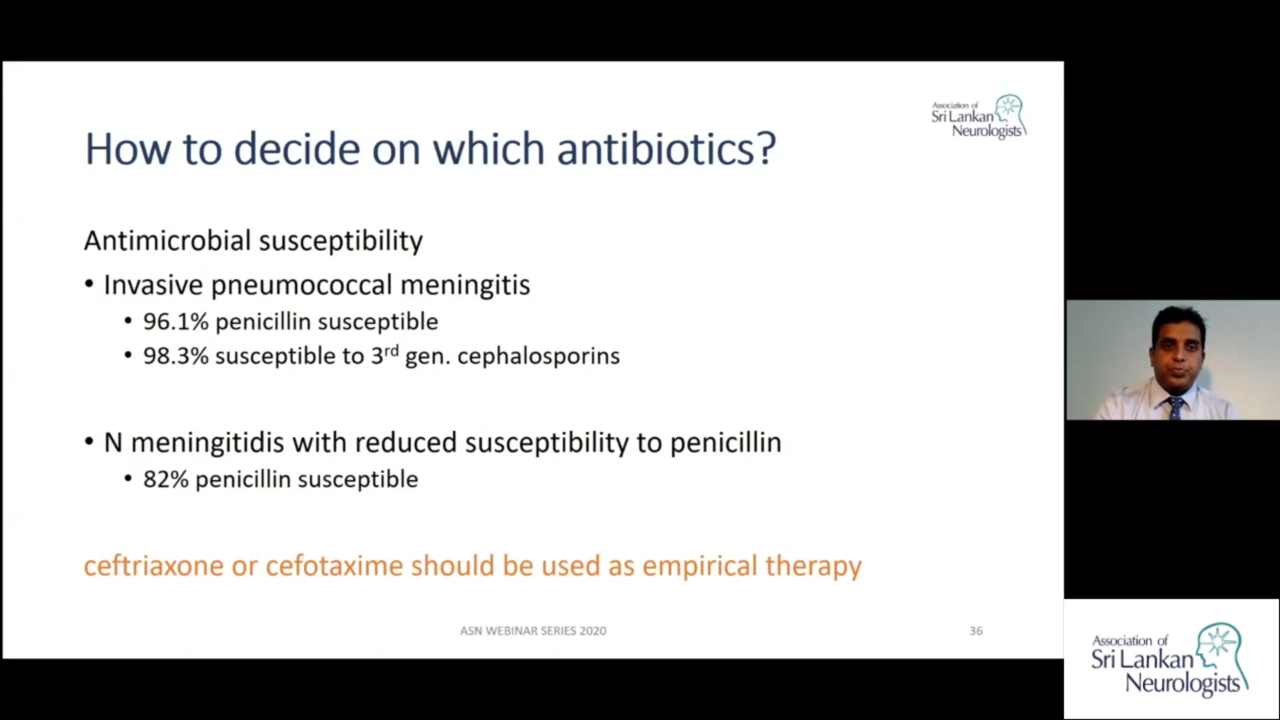 Association of
Sri Lankan
Neurologists
How to decide on which antibiotics?
Antimicrobial susceptibility
• Invasive pneumococcal meningitis
• 96.1% penicillin susceptible
• 98.3% susceptible to 3rd gen. cephalosporins
• N meningitidis with reduced susceptibility to penicillin
• 82% penicillin susceptible
ceftriaxone or cefotaxime should be used as empirical therapy
ASN WEBINAR SERIES 2020
36
Association of
Sri Lankan
Neurologists